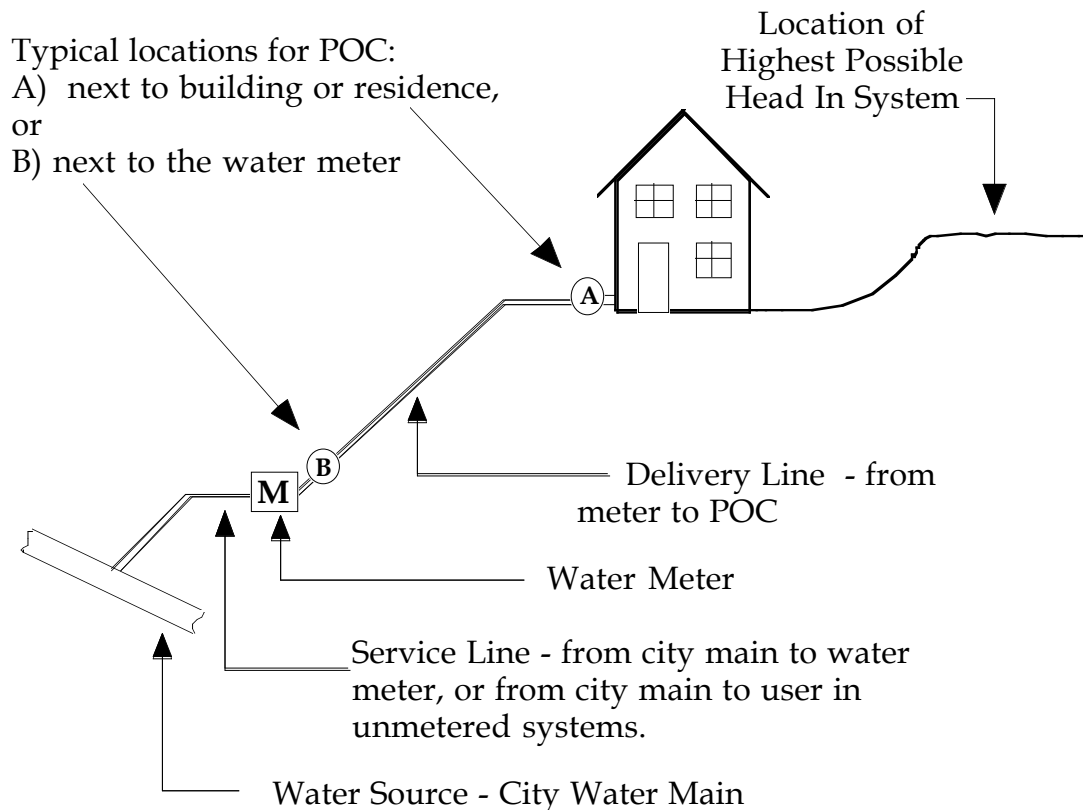 Typical locations for POC:
A) next to building or residence,
or
B) next to the water meter
Location of
Highest Possible
Head In System
A
B
M
Delivery Line - from
meter to POC
Water Meter
Service Line - from city main to water
meter, or from city main to user in
unmetered systems.
Water Source - City Water Main